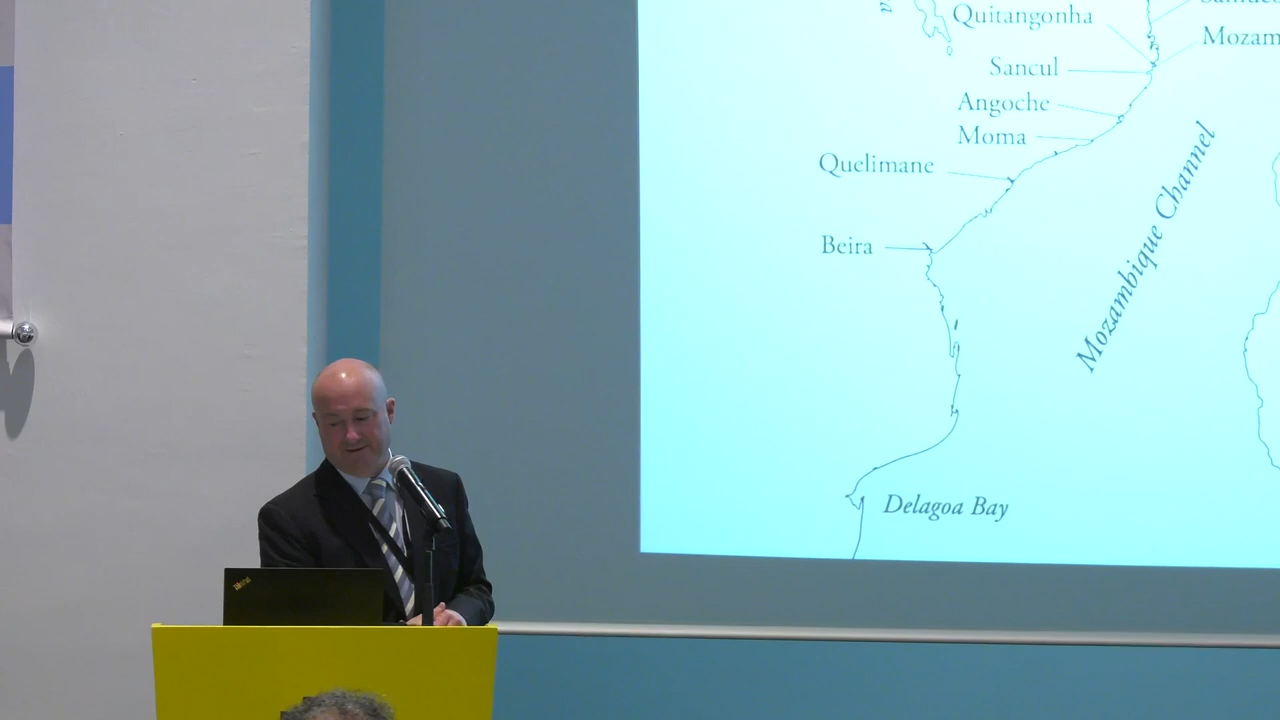 Quitangonha
Mozam
Sancul
Angoche
Moma
Quelimane
Beira
Mozambique Channel
Delagoa Bay